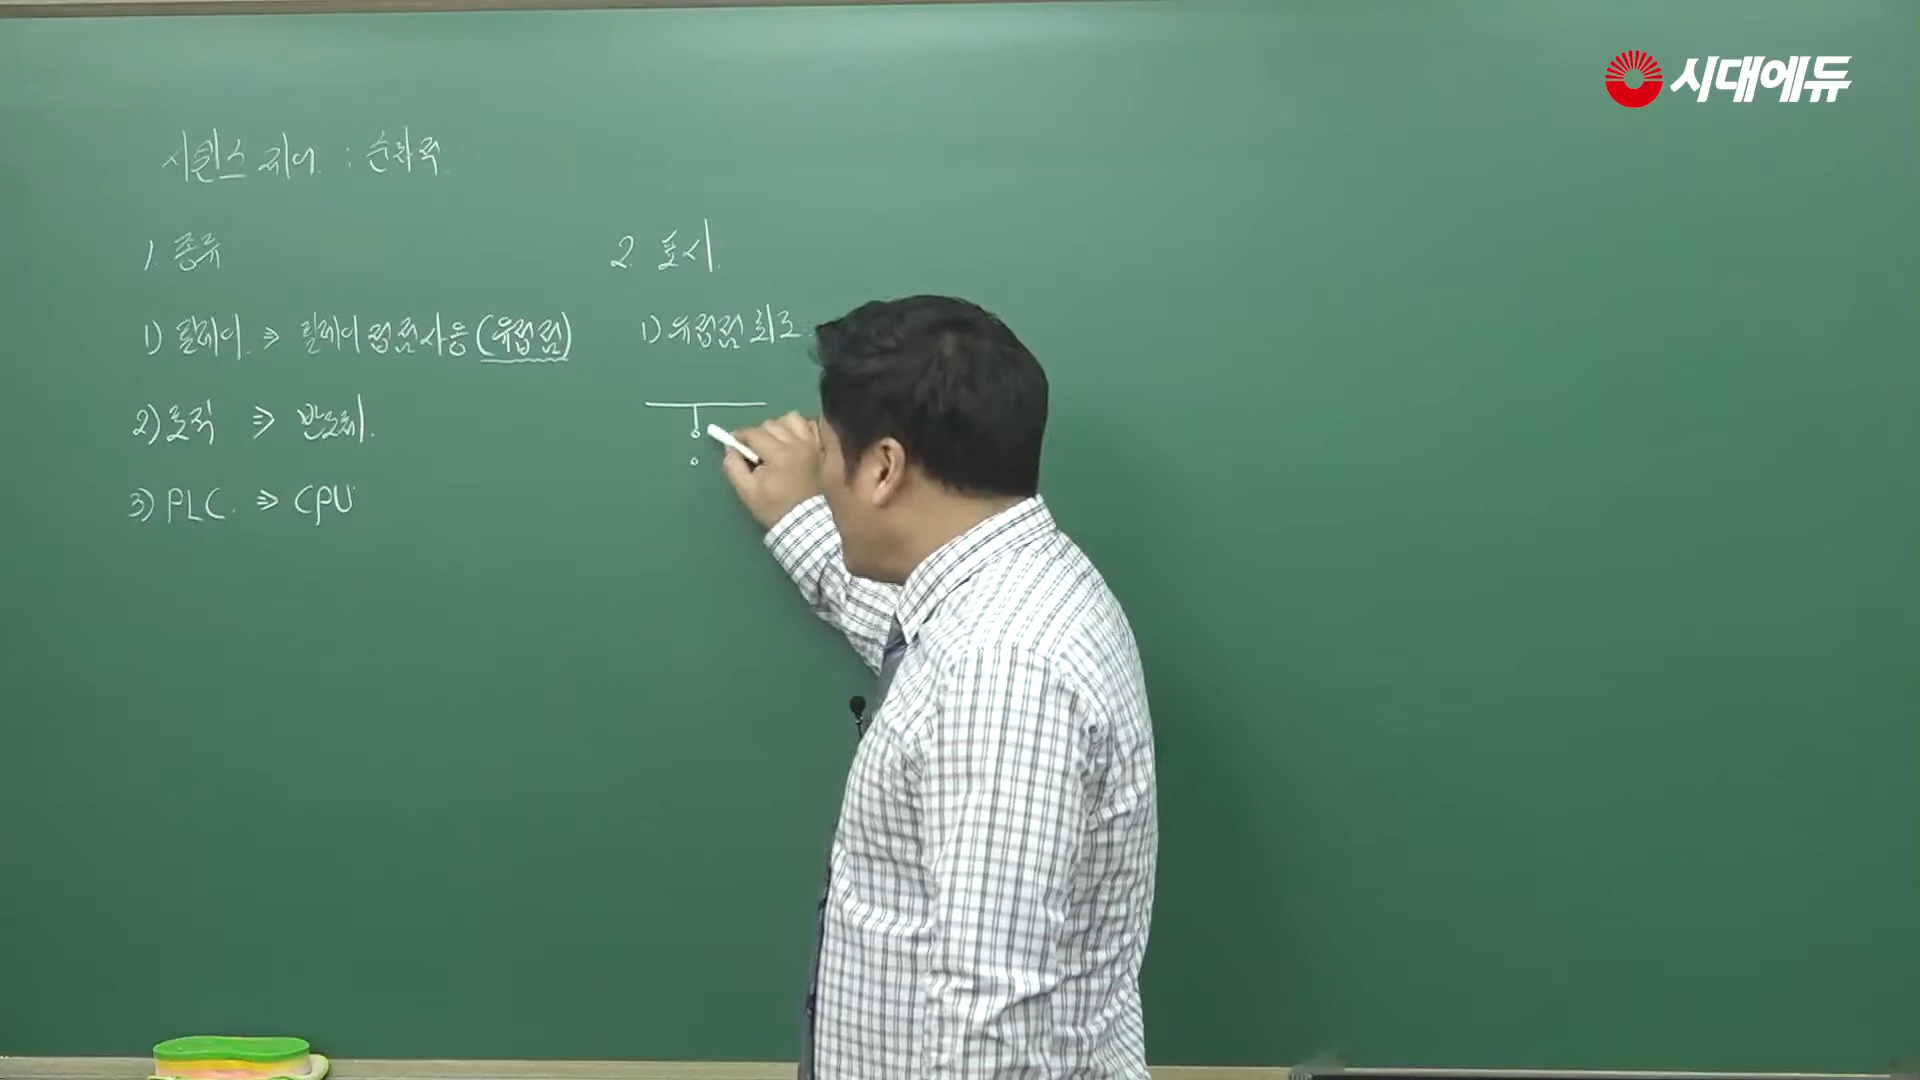 시대에듀
시퀀스 제어 : 순차적
1. 종류
1) 릴레이 ⇒ 릴레이 접점사용 (유접점)
2) 로직 ⇒ 반도체.
3) PLC. ⇒ CPU
2. 표시.
1) 유접점 회로